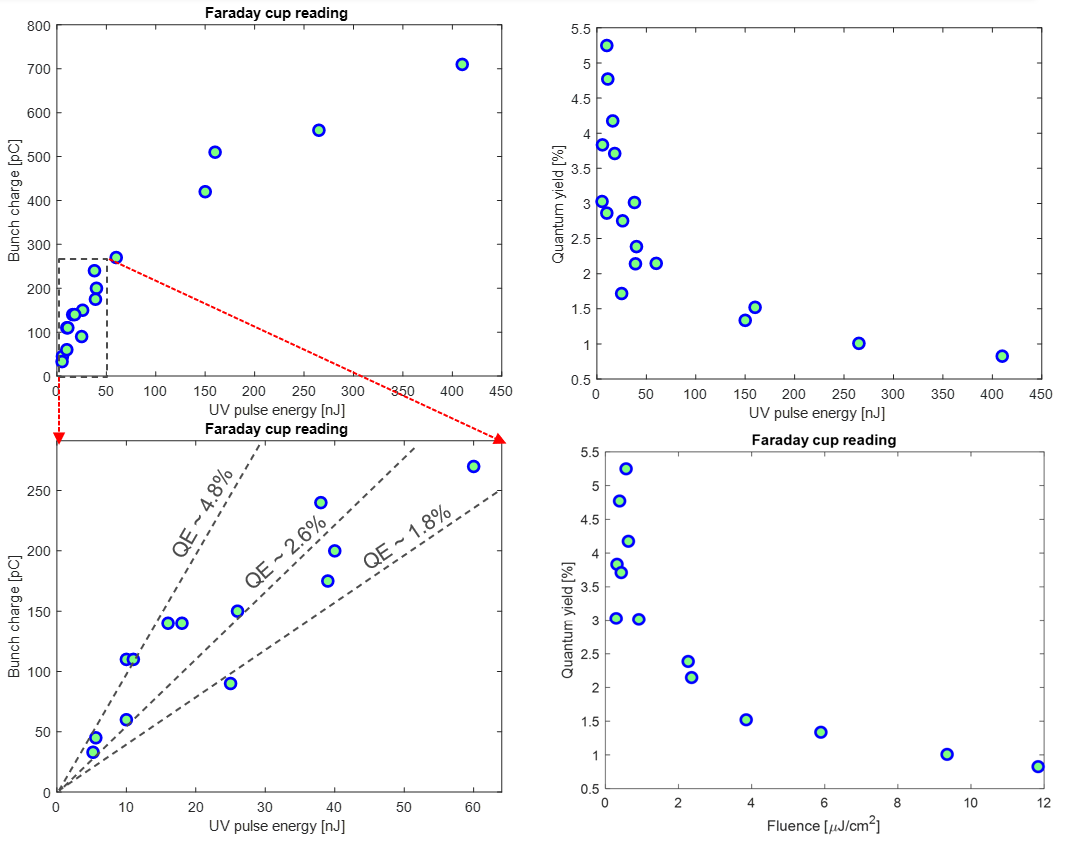 Faraday cup reading
800
700
600
500
400
300
200
100
0
Bunch charge [pC]
0 50 100 150 200 250 300 350 400 450
UV pulse energy [nJ]
5.5
5
4.5
4
3.5
3
2.5
2
1.5
1
0.5
Quantum yield [%]
0 50 100 150 200 250 300 350 400 450
UV pulse energy [nJ]
Faraday cup reading
250
200
150
100
50
0
Bunch charge [pC]
QE ~ 4.8%
QE ~ 2.6%
QE ~ 1.8%
0 10 20 30 40 50 60
UV pulse energy [nJ]
Faraday cup reading
5.5
5
4.5
4
3.5
3
2.5
2
1.5
1
0.5
Quantum yield [%]
0 2 4 6 8 10 12
Fluence [μJ/cm²]